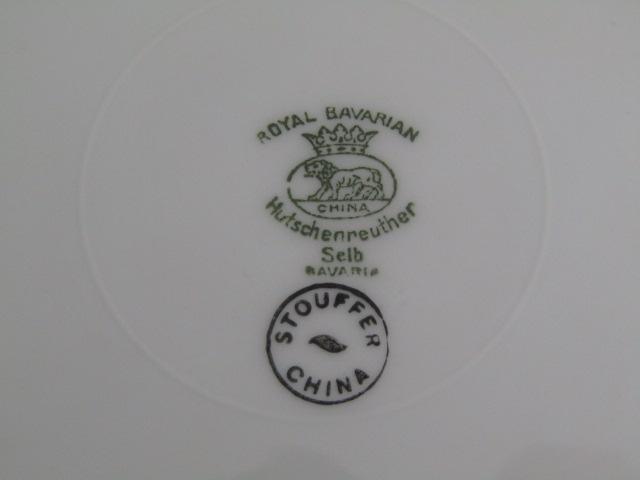 ROYAL BAVARIAN
CHINA
Hutschenreuther
Selb
BAVARIA
STOUFFER
CHINA